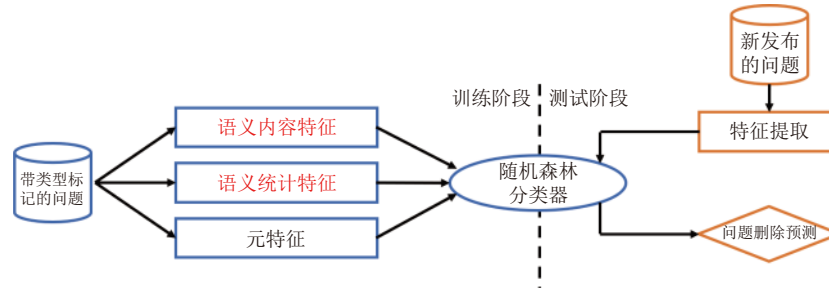 新发布
的问题
训练阶段
测试阶段
语义内容特征
特征提取
带类型标
记的问题
语义统计特征
随机森林
分类器
元特征
问题删除预测